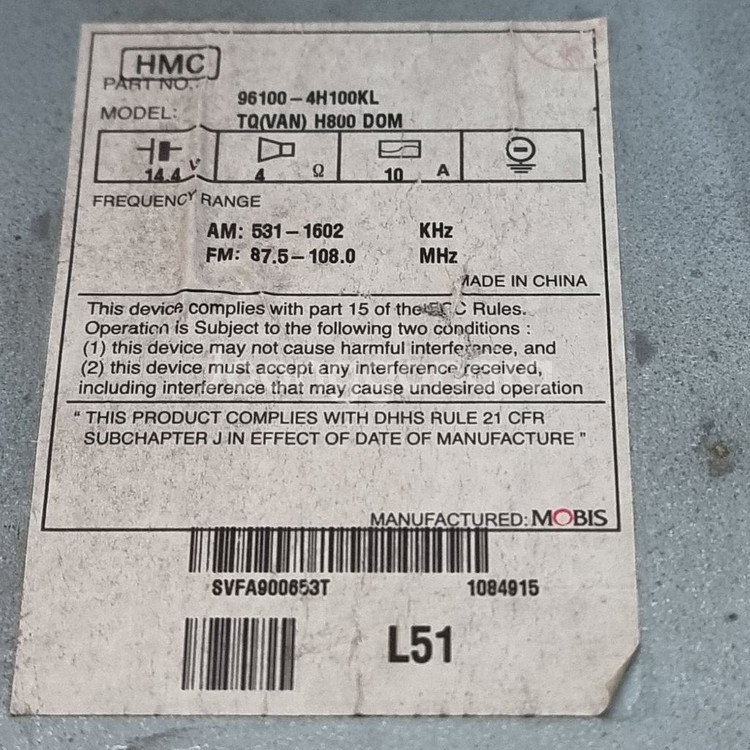 HMC
PART NO.: 96100-4H100KL
MODEL: TQ(VAN) H800 DOM
14.4 V 4 Ω 10 A
FREQUENCY RANGE
AM: 531-1602 KHz
FM: 87.5-108.0 MHz
MADE IN CHINA
This device complies with part 15 of the FCC Rules.
Operation is Subject to the following two conditions :
(1) this device may not cause harmful interference, and
(2) this device must accept any interference received,
including interference that may cause undesired operation
" THIS PRODUCT COMPLIES WITH DHHS RULE 21 CFR
SUBCHAPTER J IN EFFECT OF DATE OF MANUFACTURE "
MANUFACTURED: MOBIS
SVFA900653T 1084915
L51